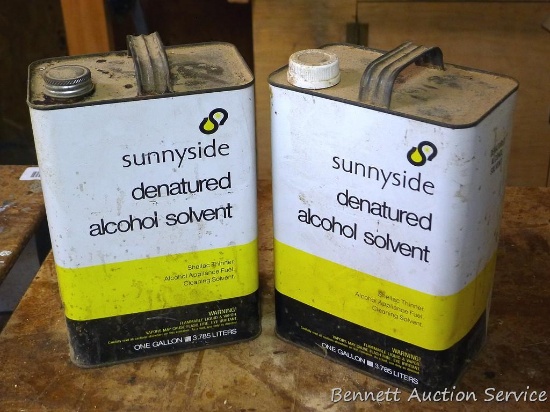 sunnyside
denatured
alcohol solvent
Shellac Thinner
Alcohol Appliance Fuel
Cleaning Solvent
WARNING!
ONE GALLON 3.785 LITERS
sunnyside
denatured
alcohol solvent
Shellac Thinner
Alcohol Appliance Fuel
Cleaning Solvent
WARNING!
ONE GALLON 3.785 LITERS
Bennett Auction Service